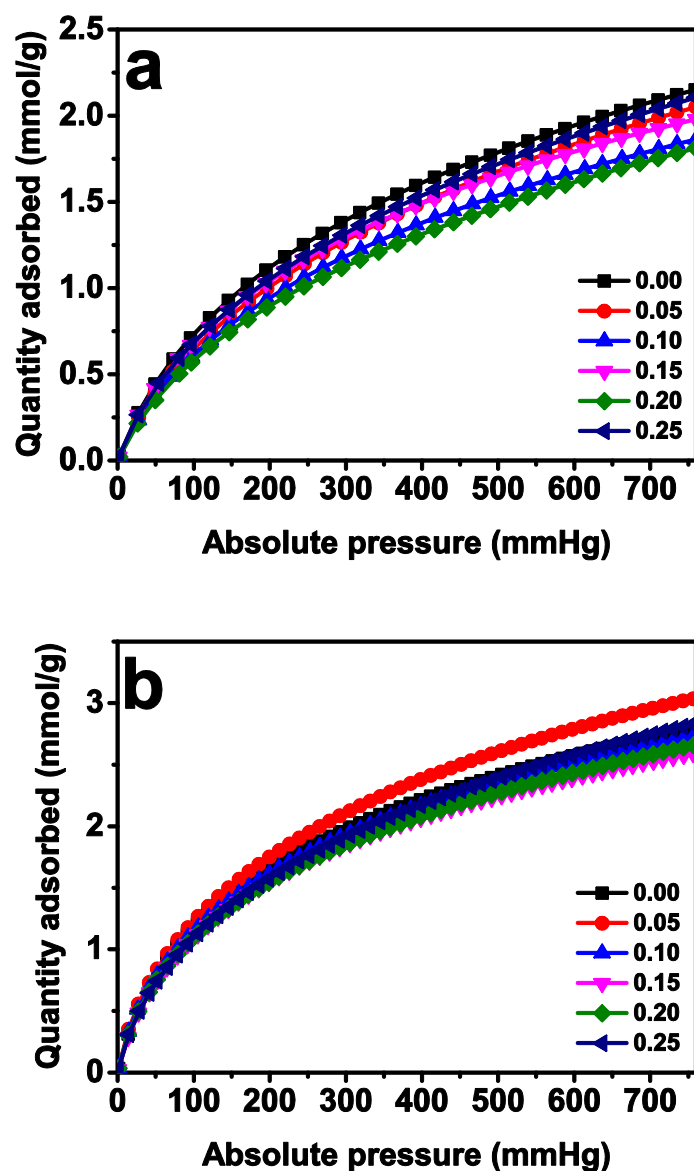 a
Quantity adsorbed (mmol/g)
2.5
2.0
1.5
1.0
0.5
0.0
0.00
0.05
0.10
0.15
0.20
0.25
0 100 200 300 400 500 600 700
Absolute pressure (mmHg)
b
Quantity adsorbed (mmol/g)
3
2
1
0
0.00
0.05
0.10
0.15
0.20
0.25
0 100 200 300 400 500 600 700
Absolute pressure (mmHg)